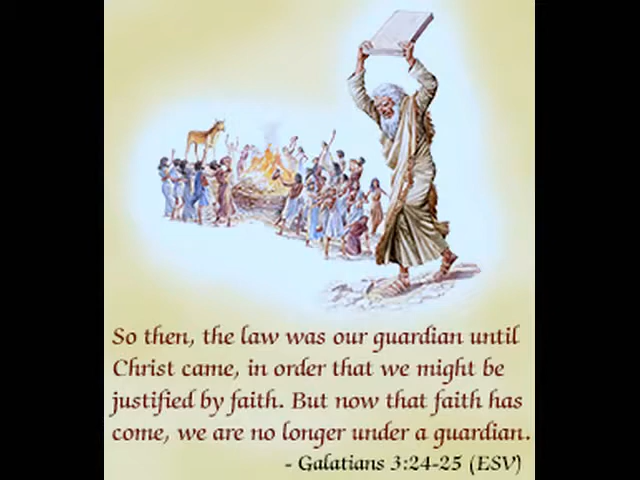 So then, the law was our guardian until
Christ came, in order that we might be
justified by faith. But now that faith has
come, we are no longer under a guardian.
- Galatians 3:24-25 (ESV)